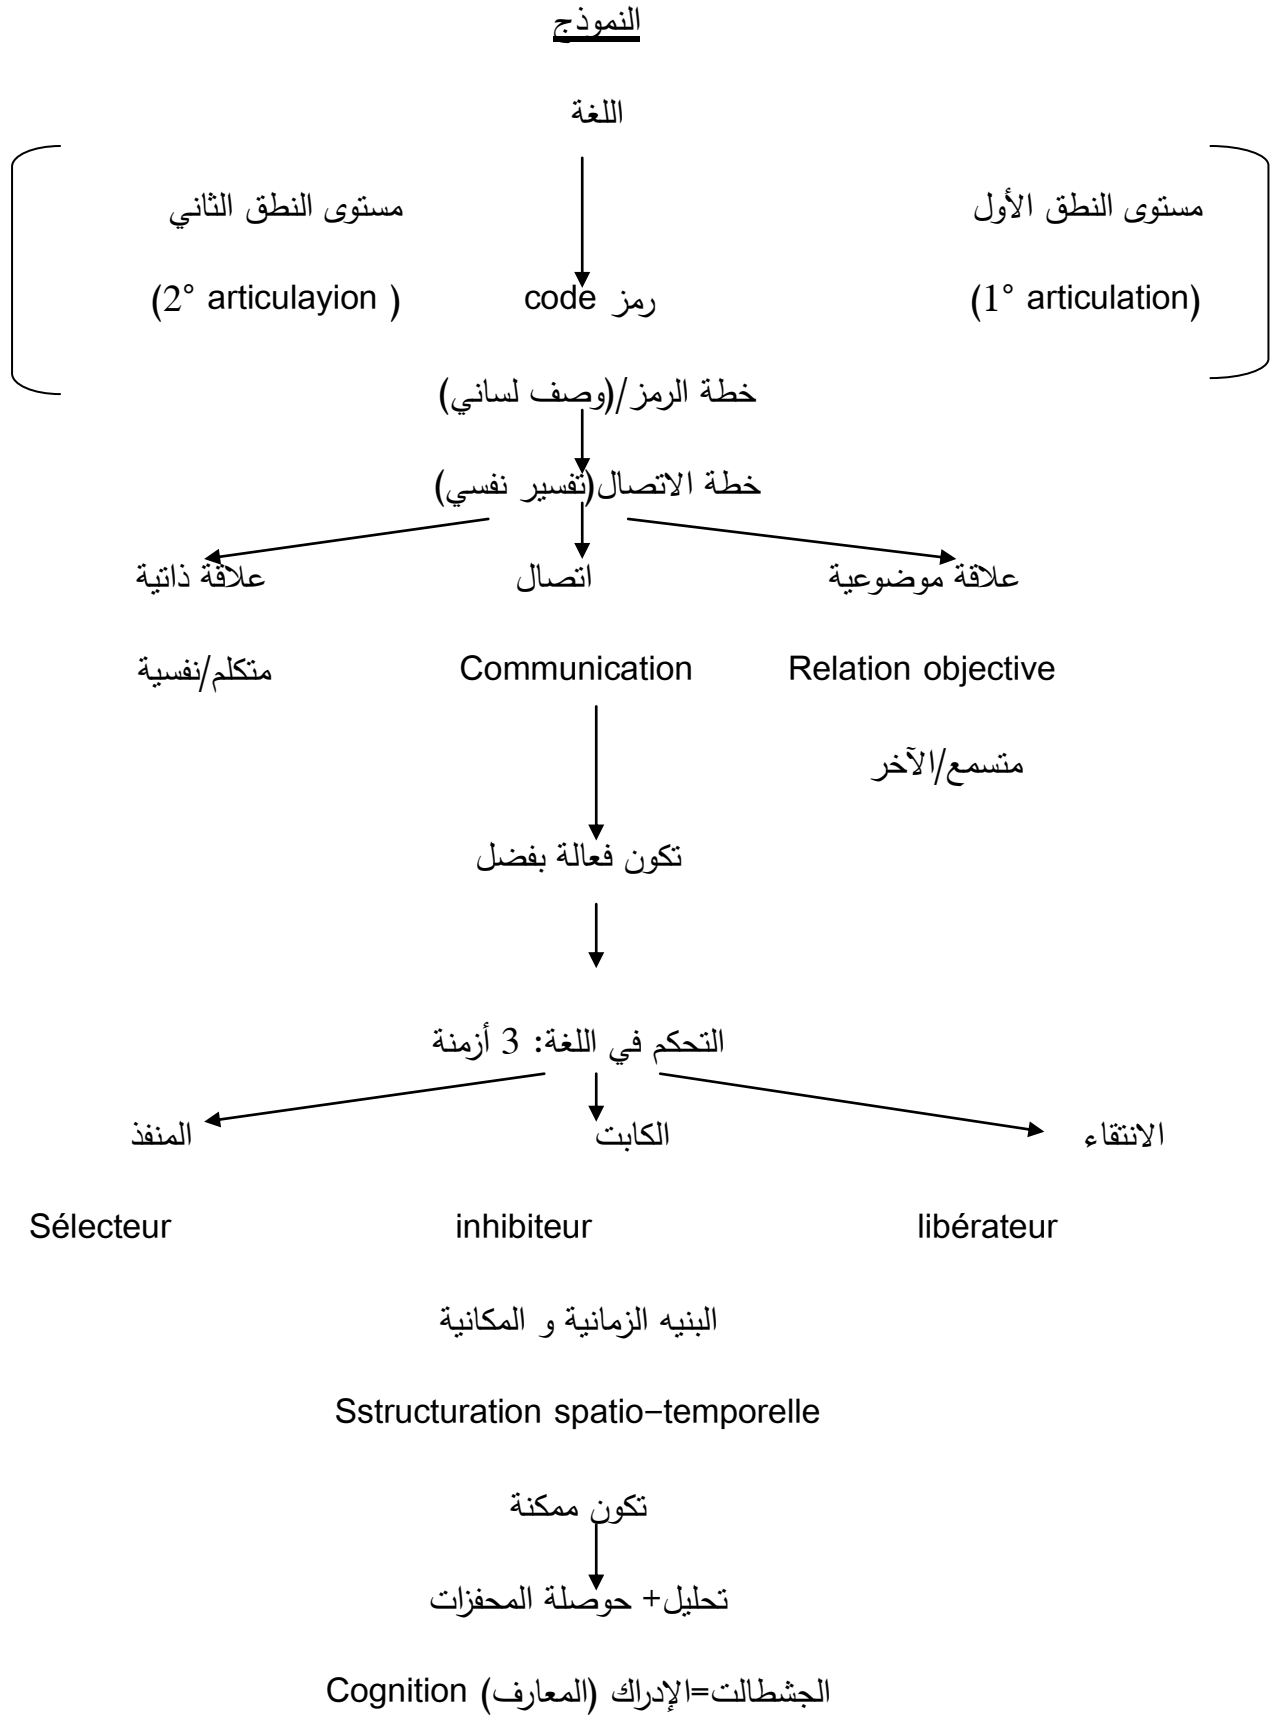 النموذج
اللغة
مستوى النطق الأول مستوى النطق الثاني
(1° articulation) رمز code (2° articulayion )
خطة الرمز/(وصف لساني)
خطة الاتصال(تفسير نفسي)
علاقة موضوعية اتصال علاقة ذاتية
Relation objective Communication متكلم/نفسية
متسمع/الآخر
تكون فعالة بفضل
التحكم في اللغة: 3 أزمنة
الانتقاء الكابت المنفذ
libérateur inhibiteur Sélecteur
البنيه الزمانية و المكانية
Sstructuration spatio-temporelle
تكون ممكنة
تحليل+ حوصلة المحفزات
الجشطالت=الإدراك (المعارف) Cognition